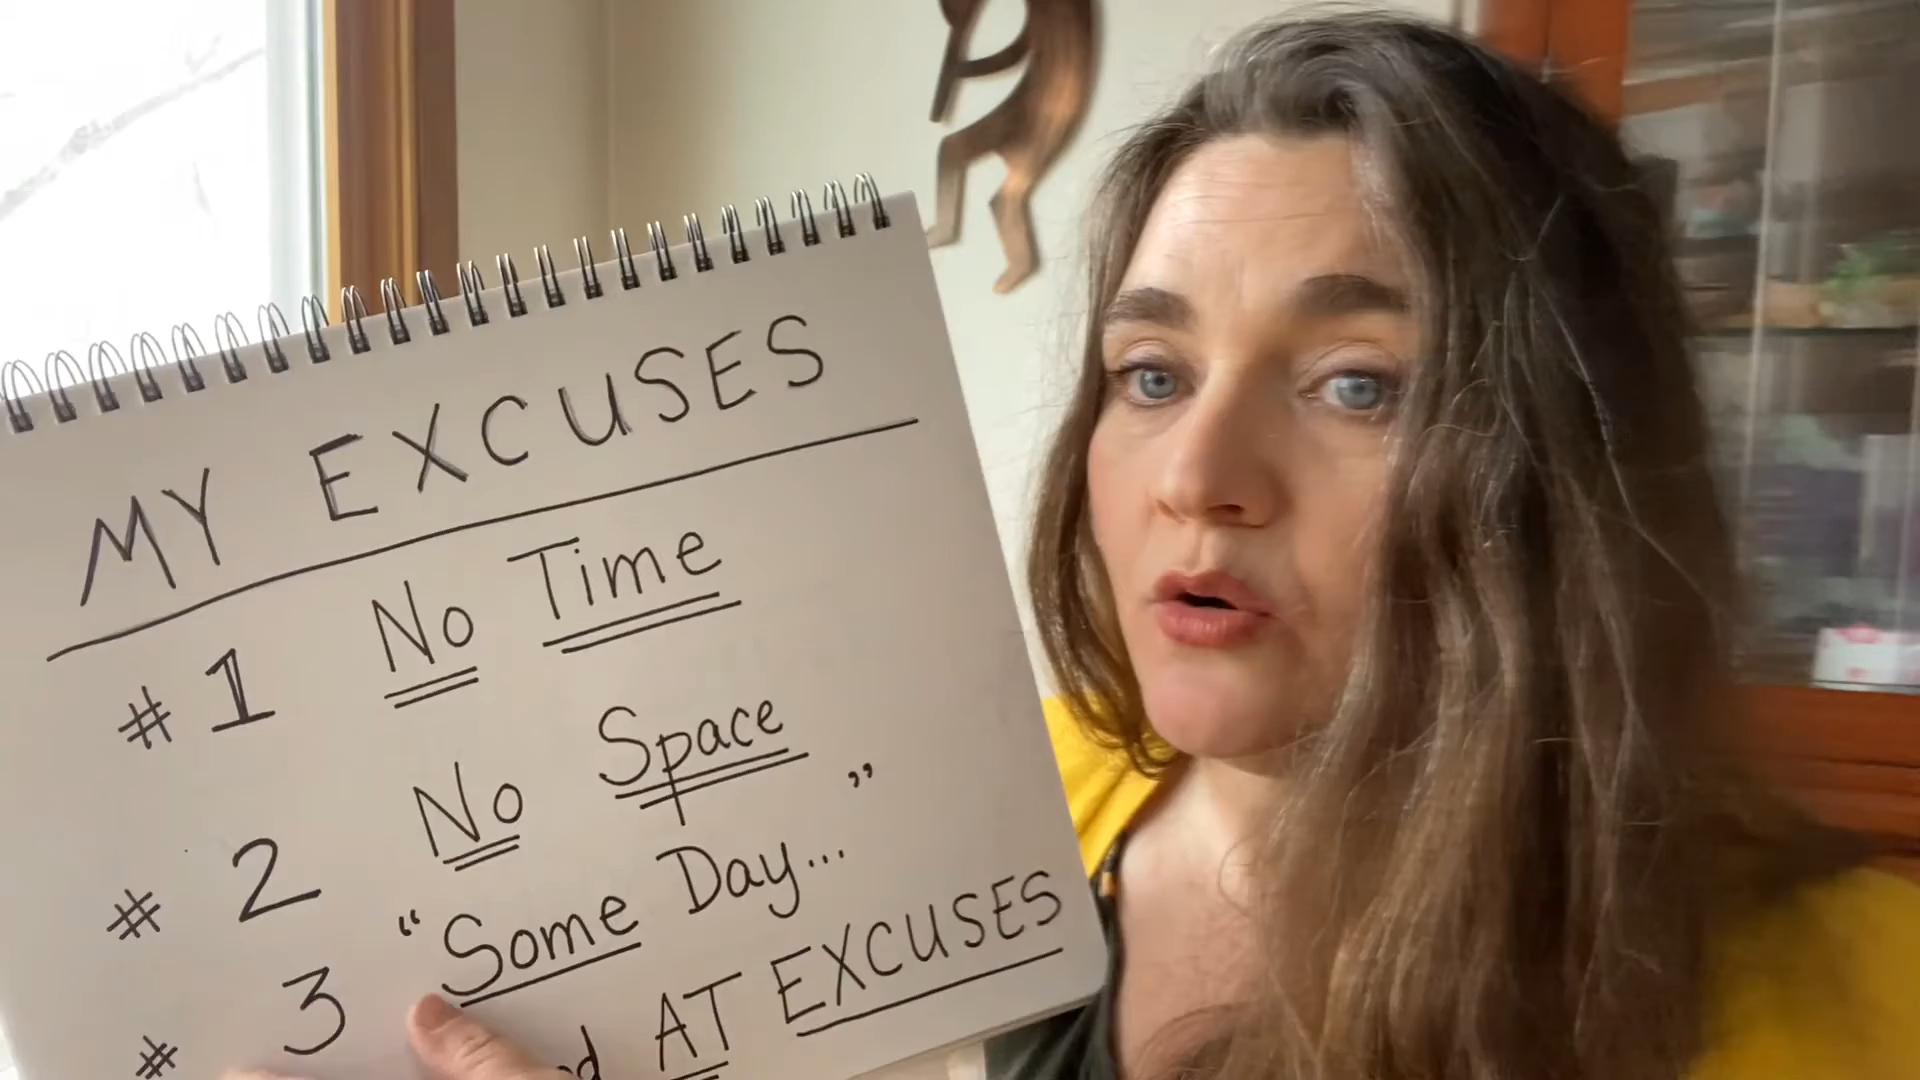 MY EXCUSES
#1 No Time
#2 No Space
#3 "Some Day..."
AT EXCUSES